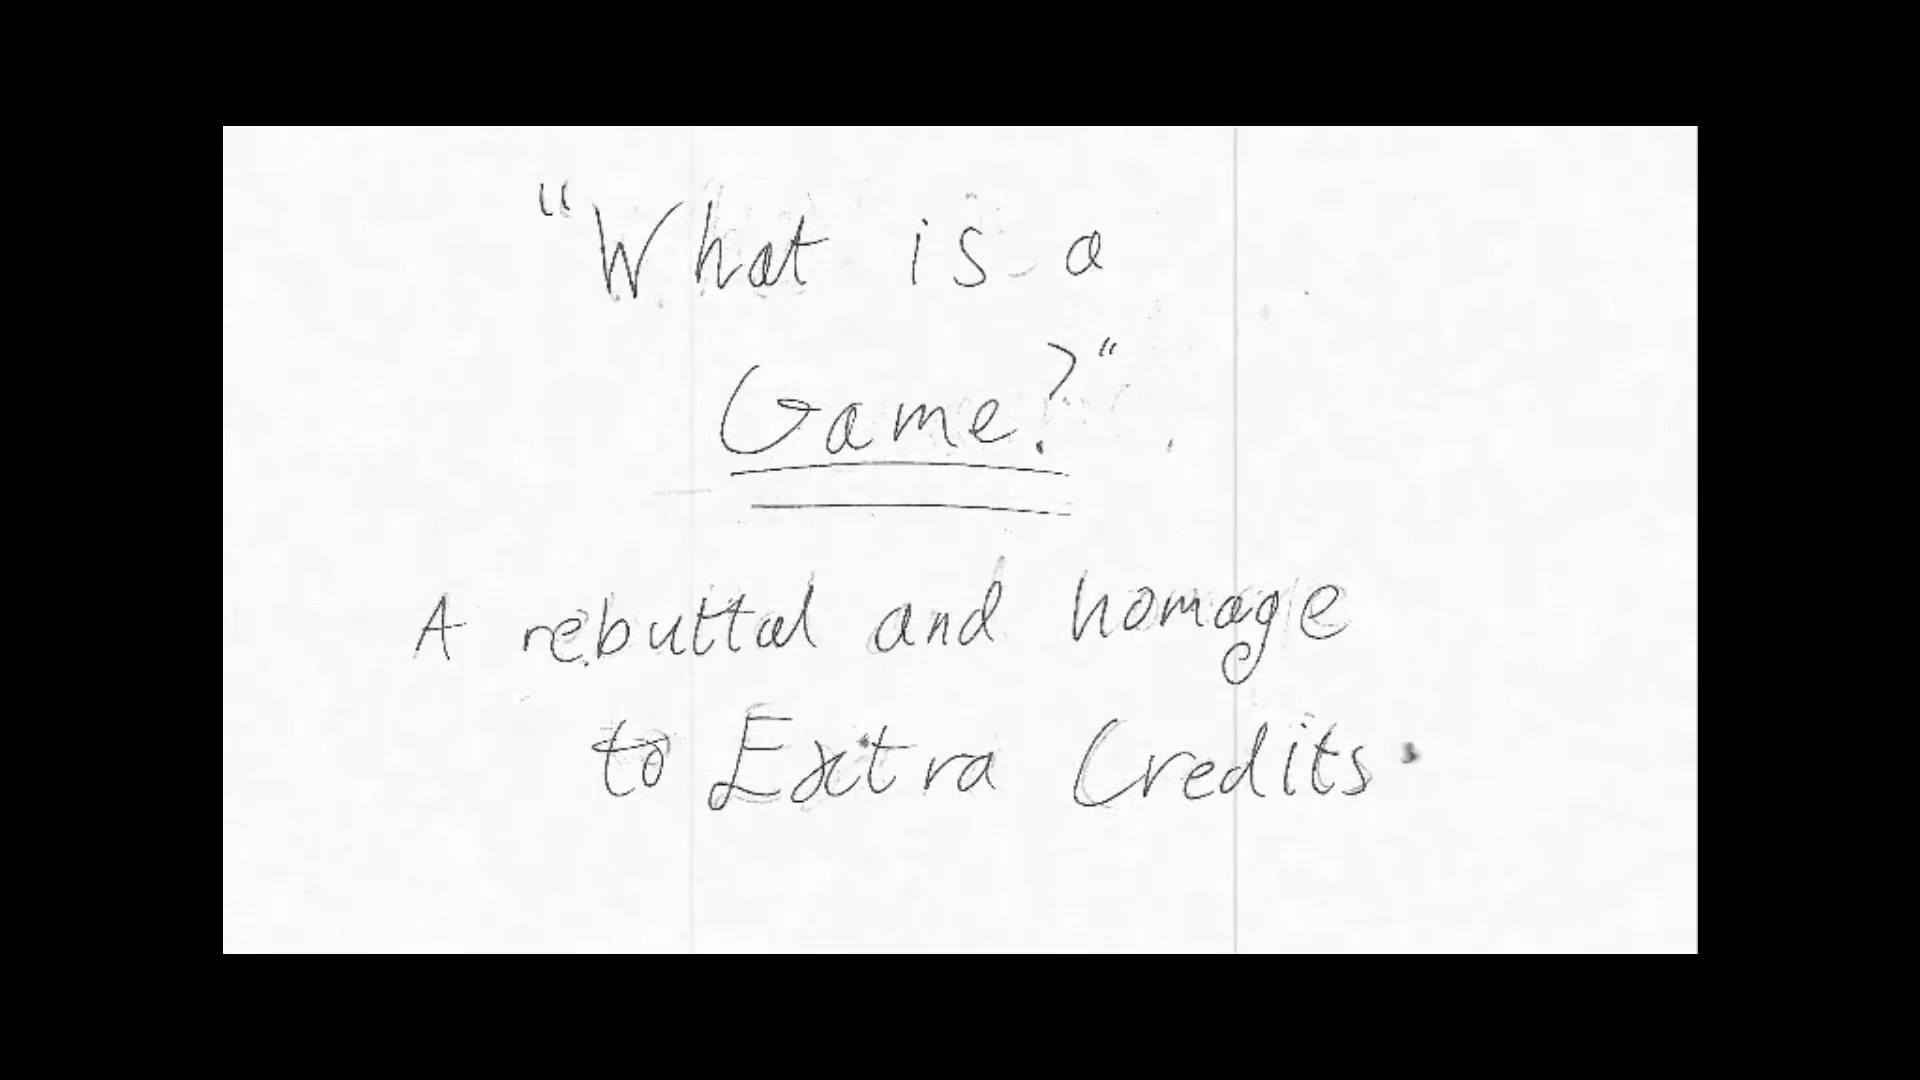 "What is a
Game?"
A rebuttal and homage
to Extra Credits.